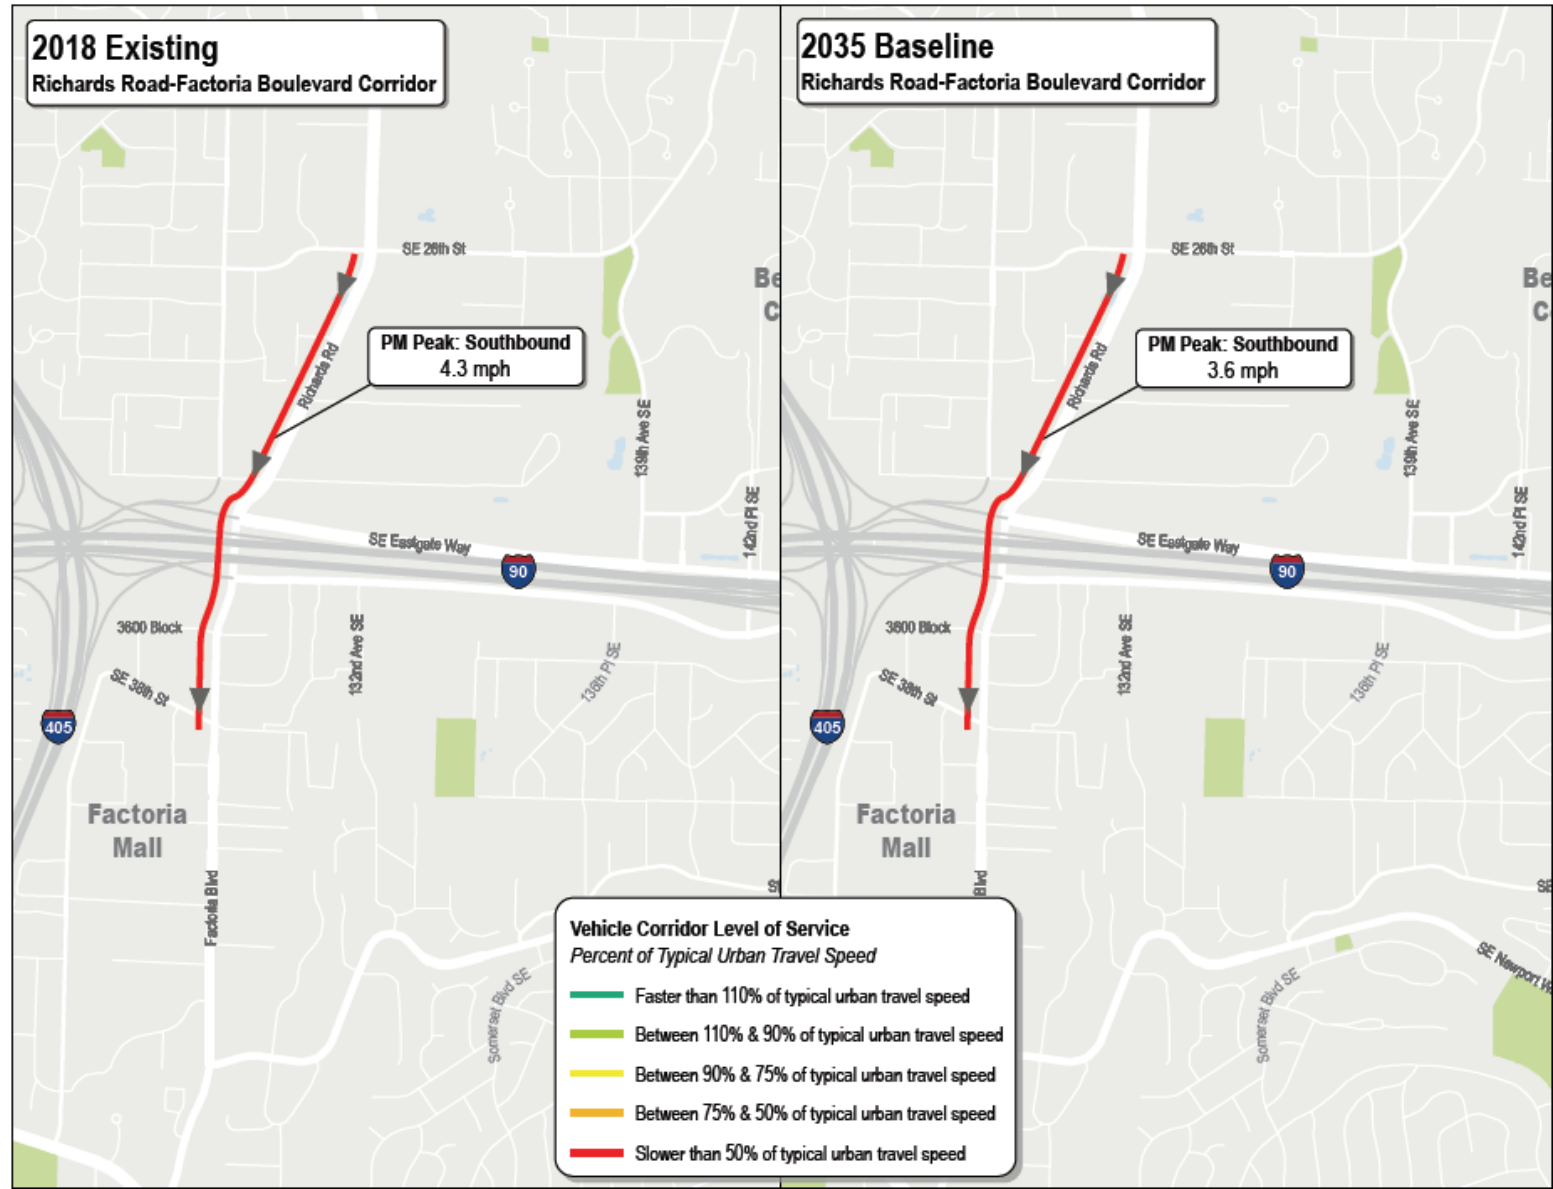 2018 Existing
Richards Road-Factoria Boulevard Corridor
SE 26th St
Be
C
PM Peak: Southbound
4.3 mph
Richards Rd
139th Ave SE
142nd Pl SE
SE Eastgate Way
90
3600 Block
132nd Ave SE
136th Pl SE
SE 38th St
405
Factoria
Mall
Factoria Blvd
Somerset Blvd SE
2035 Baseline
Richards Road-Factoria Boulevard Corridor
SE 26th St
Be
C
PM Peak: Southbound
3.6 mph
Richards Rd
139th Ave SE
142nd Pl SE
SE Eastgate Way
90
3600 Block
132nd Ave SE
136th Pl SE
SE 38th St
405
Factoria
Mall
Blvd
SE Newport W
Somerset Blvd SE
Vehicle Corridor Level of Service
Percent of Typical Urban Travel Speed
Faster than 110% of typical urban travel speed
Between 110% & 90% of typical urban travel speed
Between 90% & 75% of typical urban travel speed
Between 75% & 50% of typical urban travel speed
Slower than 50% of typical urban travel speed